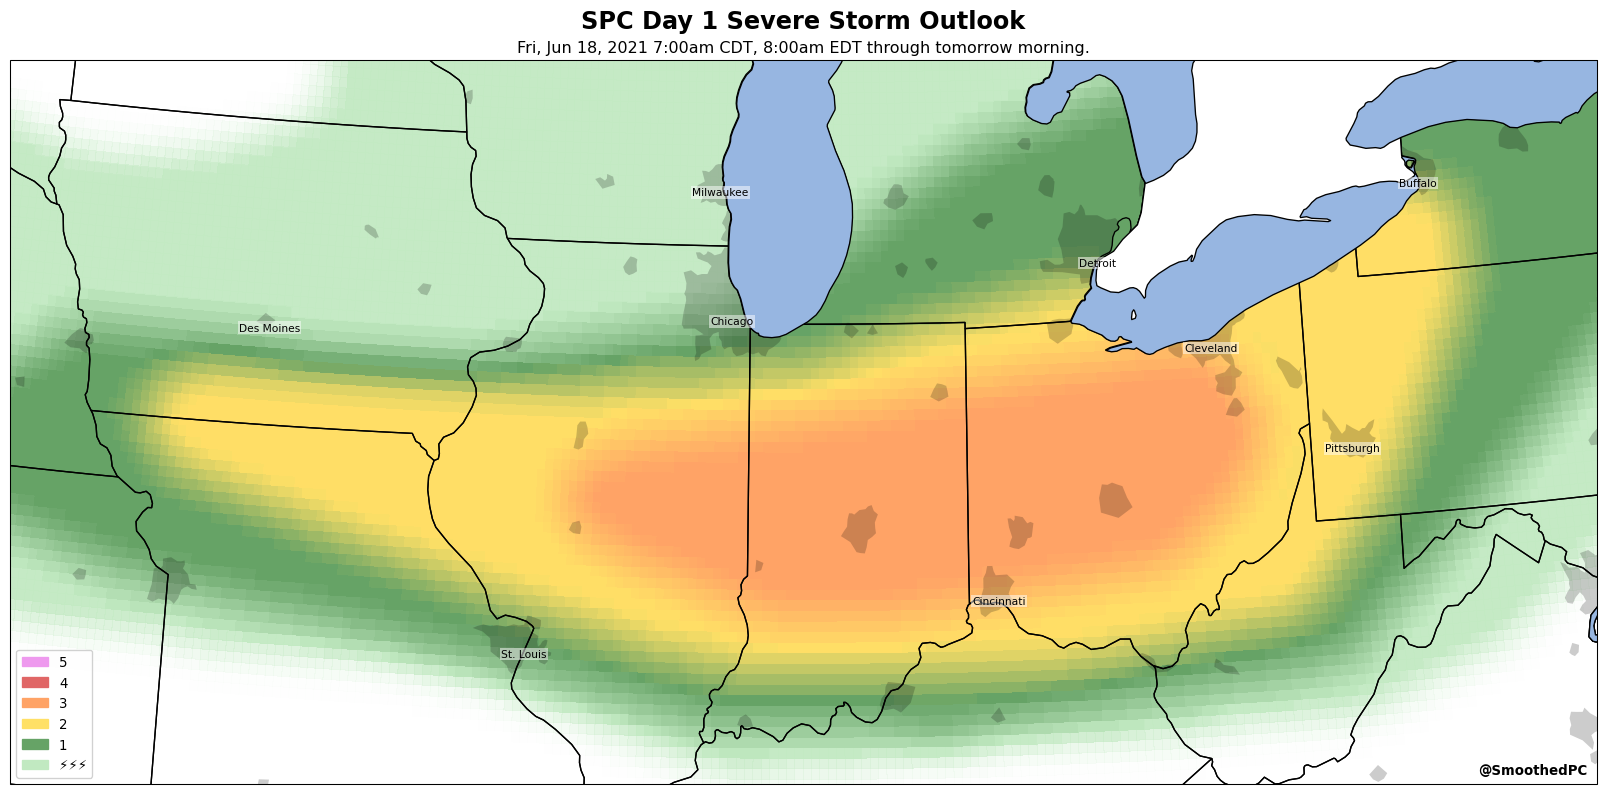 SPC Day 1 Severe Storm Outlook
Fri, Jun 18, 2021 7:00am CDT, 8:00am EDT through tomorrow morning.
Buffalo
Milwaukee
Detroit
Chicago
Des Moines
Cleveland
Pittsburgh
Cincinnati
St. Louis
5
4
3
2
1
⚡⚡⚡
@SmoothedPC